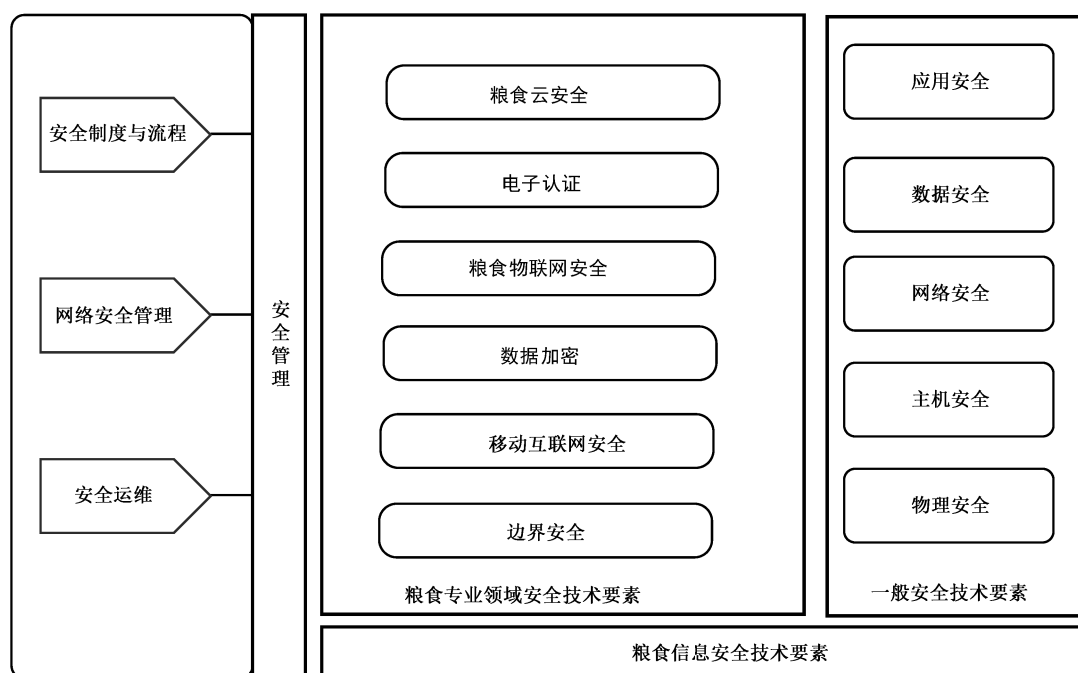 安全制度与流程
网络安全管理
安全运维
安全管理
粮食云安全
电子认证
粮食物联网安全
数据加密
移动互联网安全
边界安全
粮食专业领域安全技术要素
应用安全
数据安全
网络安全
主机安全
物理安全
一般安全技术要素
粮食信息安全技术要素